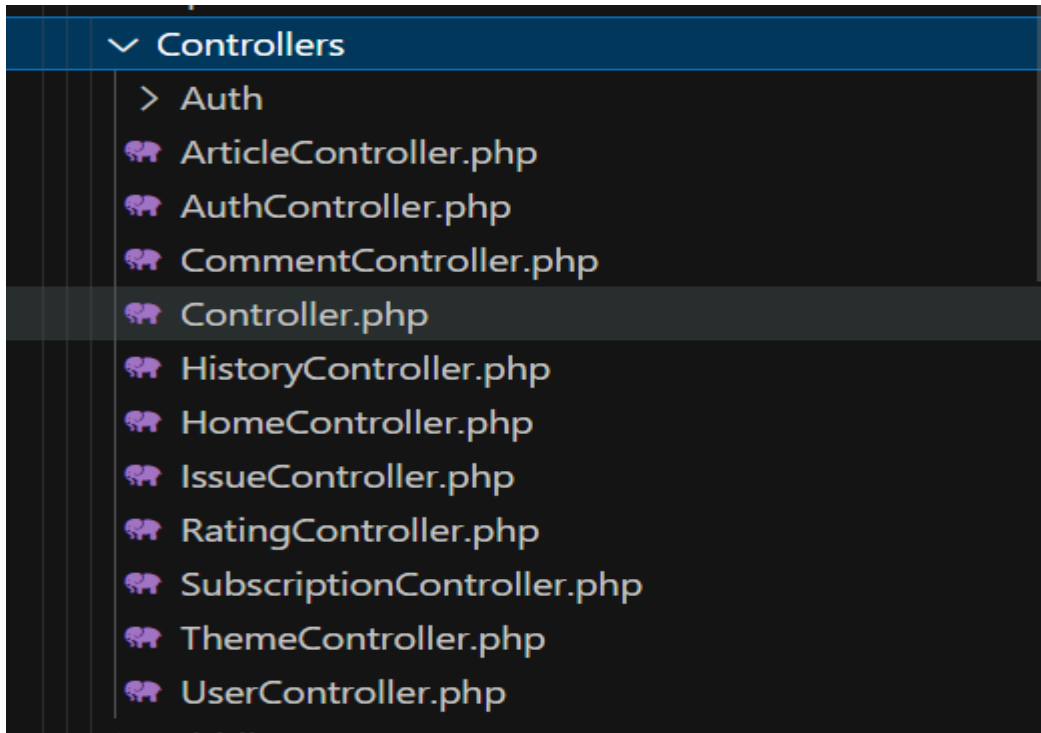 Controllers
Auth
ArticleController.php
AuthController.php
CommentController.php
Controller.php
HistoryController.php
HomeController.php
IssueController.php
RatingController.php
SubscriptionController.php
ThemeController.php
UserController.php